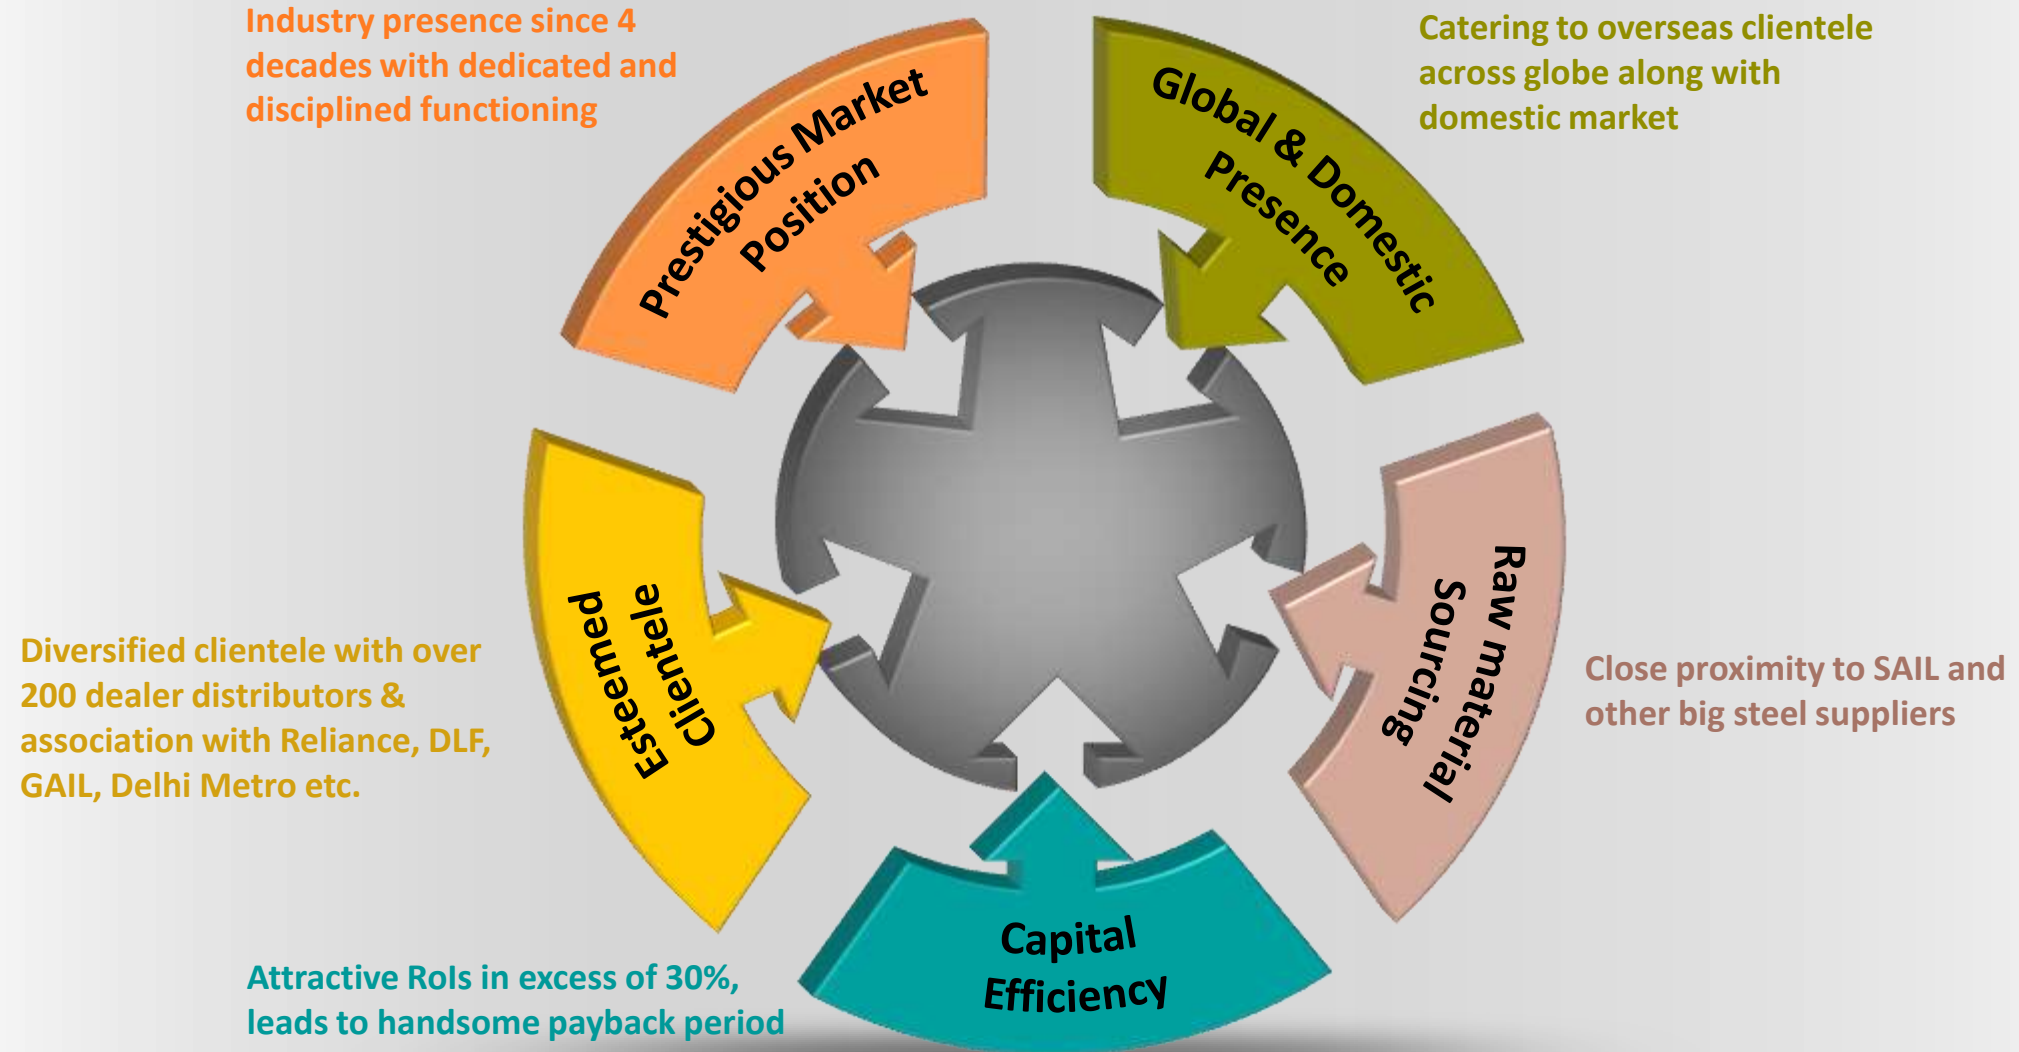 Industry presence since 4
decades with dedicated and
disciplined functioning
Prestigious Market
Position
Global & Domestic
Presence
Catering to overseas clientele
across globe along with
domestic market
Raw material
Sourcing
Close proximity to SAIL and
other big steel suppliers
Capital
Efficiency
Attractive RoIs in excess of 30%,
leads to handsome payback period
Esteemed
Clientele
Diversified clientele with over
200 dealer distributors &
association with Reliance, DLF,
GAIL, Delhi Metro etc.